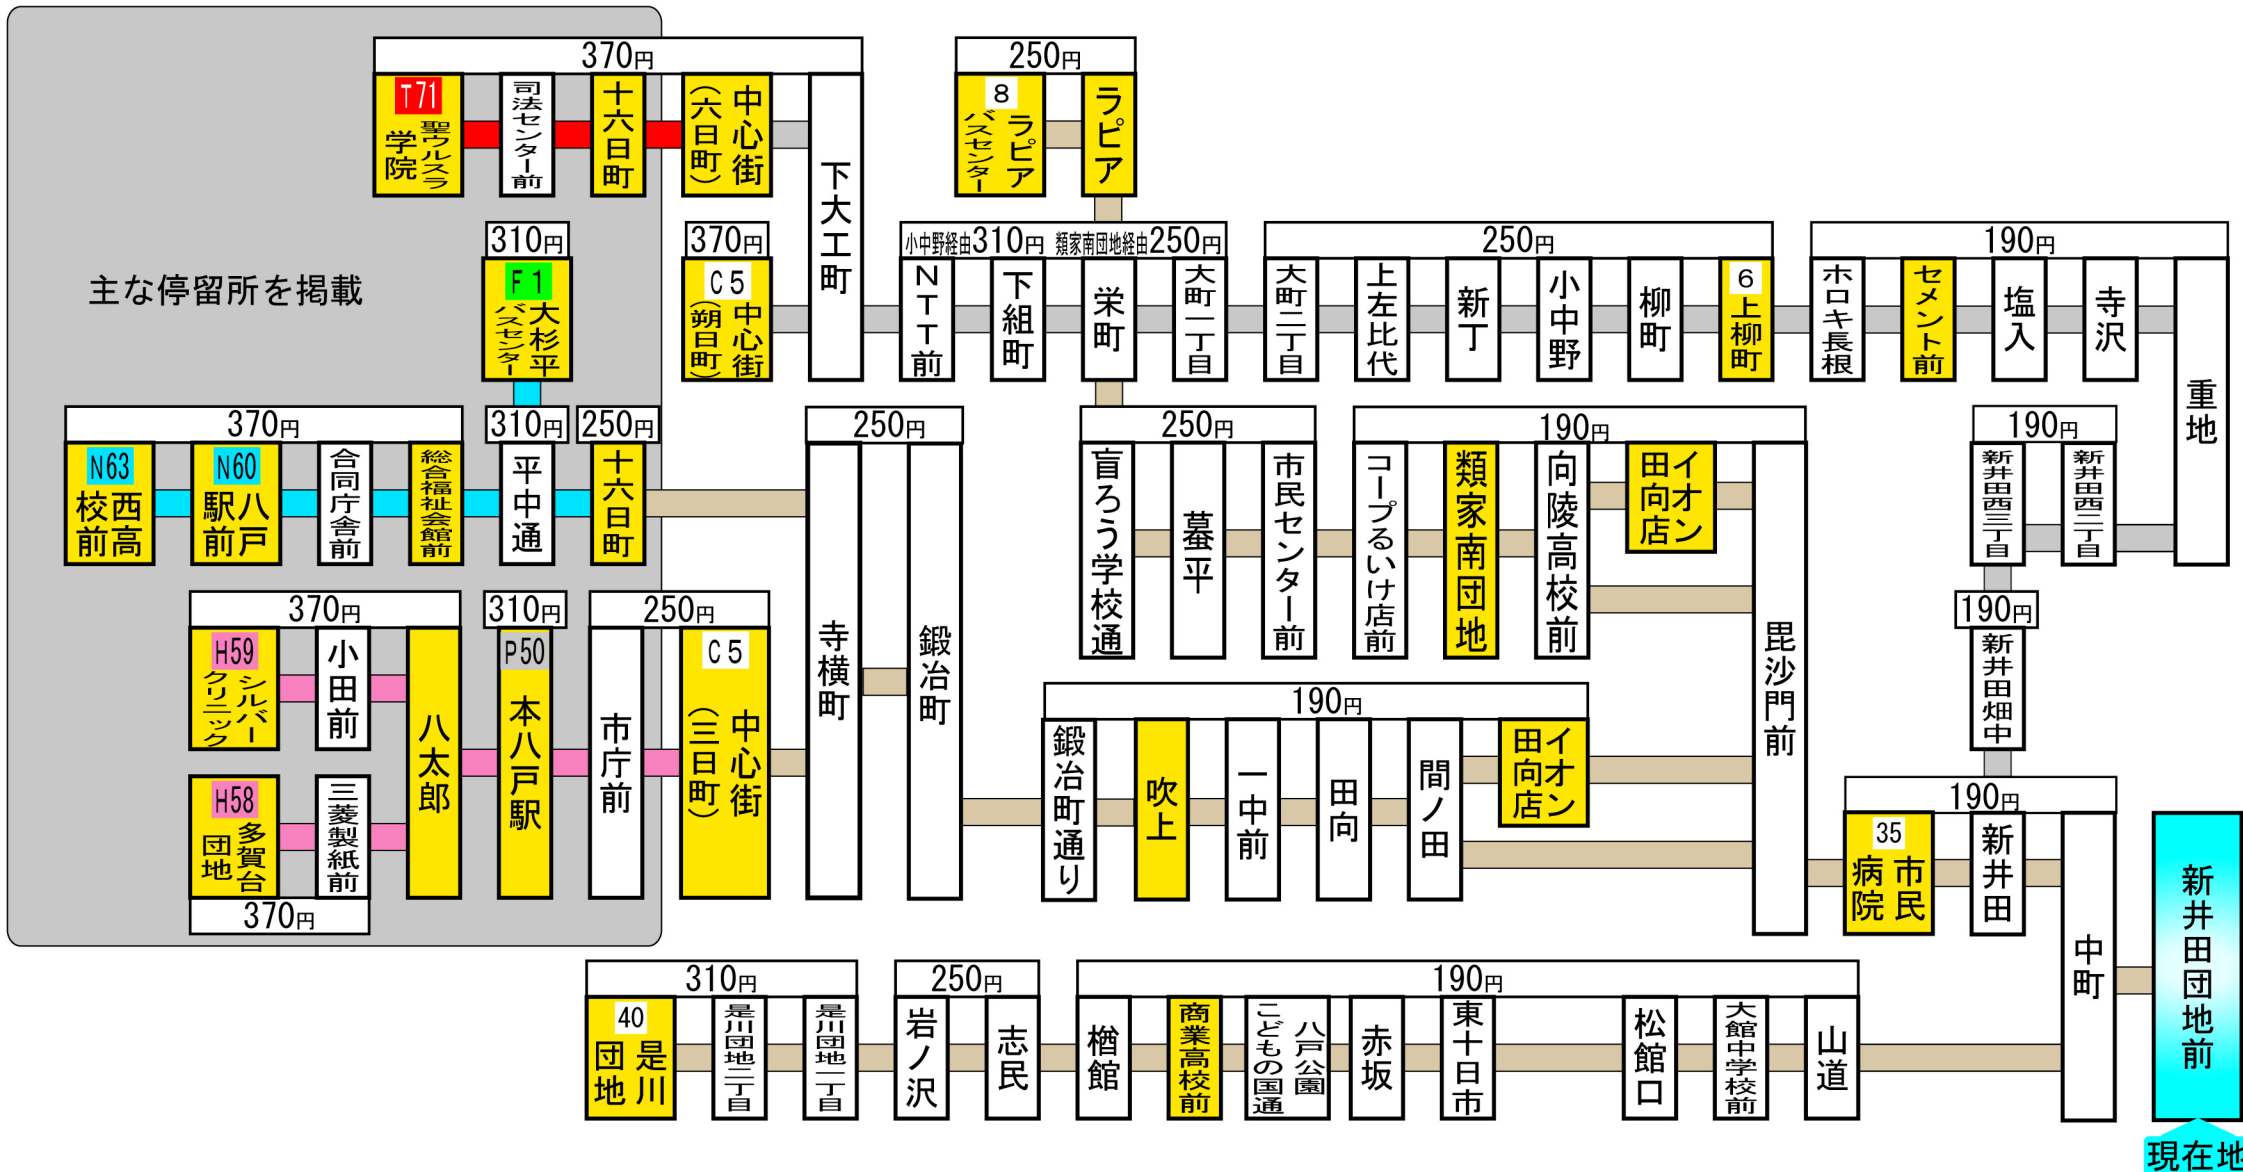 370円
T71
聖ウルスラ
学院
司法センター前
十六日町
中心街
(六日町)
下大工町
250円
8
ラピア
バスセンター
ラピア
主な停留所を掲載
310円
F1
大杉平
バスセンター
370円
C5
中心街
(朔日町)
小中野経由310円 類家南団地経由250円
NTT前
下組町
栄町
大町一丁目
250円
大町二丁目
上左比代
新丁
小中野
柳町
6
上柳町
190円
ホロキ長根
セメント前
塩入
寺沢
重地
370円
N63
西高
校前
N60
八戸
駅前
合同庁舎前
総合福祉会館前
310円
平中通
250円
十六日町
250円
寺横町
鍛冶町
250円
盲ろう学校通
蟇平
市民センター前
190円
コープるいけ店前
類家南団地
向陵高校前
イオン
田向店
毘沙門前
190円
新井田西三丁目
新井田西二丁目
190円
新井田畑中
370円
H59
シルバー
クリニック
小田前
八太郎
310円
P50
本八戸駅
250円
市庁前
C5
中心街
(三日町)
H58
多賀台
団地
三菱製紙前
370円
190円
鍛冶町通り
吹上
一中前
田向
間ノ田
イオン
田向店
190円
35
市民
病院
新井田
中町
新井田団地前
現在地
310円
40
是川
団地
是川団地二丁目
是川団地一丁目
250円
岩ノ沢
志民
190円
楢館
商業高校前
八戸公園
こどもの国通
赤坂
東十日市
松館口
大館中学校前
山道